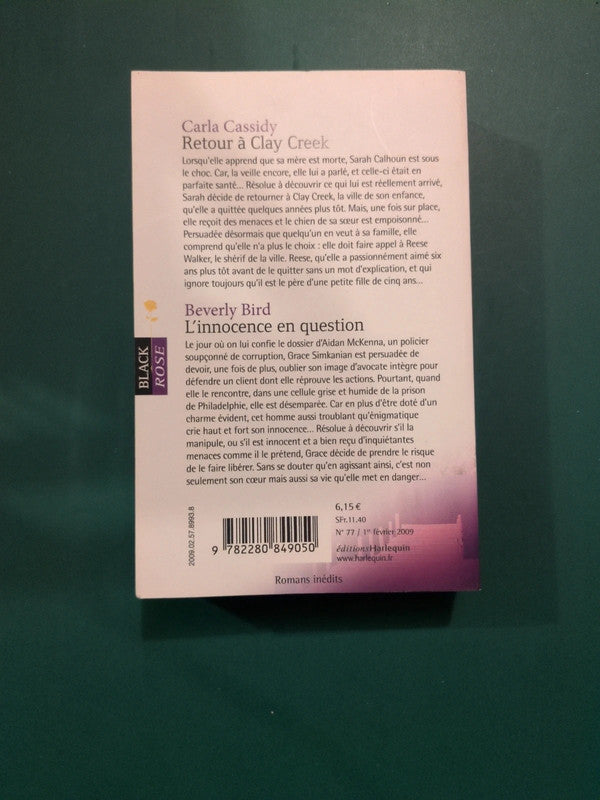 Carla Cassidy
Retour à Clay Creek
Lorsqu'elle apprend que sa mère est morte, Sarah Calhoun est sous
le choc. Car, la veille encore, elle lui a parlé, et celle-ci était en
parfaite santé... Résolue à découvrir ce qui lui est réellement arrivé,
Sarah décide de retourner à Clay Creek, la ville de son enfance,
qu'elle a quittée quelques années plus tôt. Mais, une fois sur place,
elle reçoit des menaces et le chien de sa sœur est empoisonné...
Persuadée désormais que quelqu'un en veut à sa famille, elle
comprend qu'elle n'a plus le choix : elle doit faire appel à Reese
Walker, le shérif de la ville. Reese, qu'elle a passionnément aimé six
ans plus tôt avant de le quitter sans un mot d'explication, et qui
ignore toujours qu'il est le père d'une petite fille de cinq ans...
Beverly Bird
L'innocence en question
Le jour où on lui confie le dossier d'Aidan McKenna, un policier
soupçonné de corruption, Grace Simkanian est persuadée de
devoir, une fois de plus, oublier son image d'avocate intègre pour
défendre un client dont elle réprouve les actions. Pourtant, quand
elle le rencontre, dans une cellule grise et humide de la prison
de Philadelphie, elle est désemparée. Car en plus d'être doté d'un
charme évident, cet homme aussi troublant qu'énigmatique
crie haut et fort son innocence... Résolue à découvrir s'il la
manipule, ou s'il est innocent et a bien reçu d'inquiétantes
menaces comme il le prétend, Grace décide de prendre le risque
de le faire libérer. Sans se douter qu'en agissant ainsi, c'est non
seulement son cœur mais aussi sa vie qu'elle met en danger...
BLACK
ROSE
2009.02.57.8993.8
9 782280 849050
6,15 €
SFr.11.40
N° 77 / 1er février 2009
éditions Harlequin
www.harlequin.fr
Romans inédits